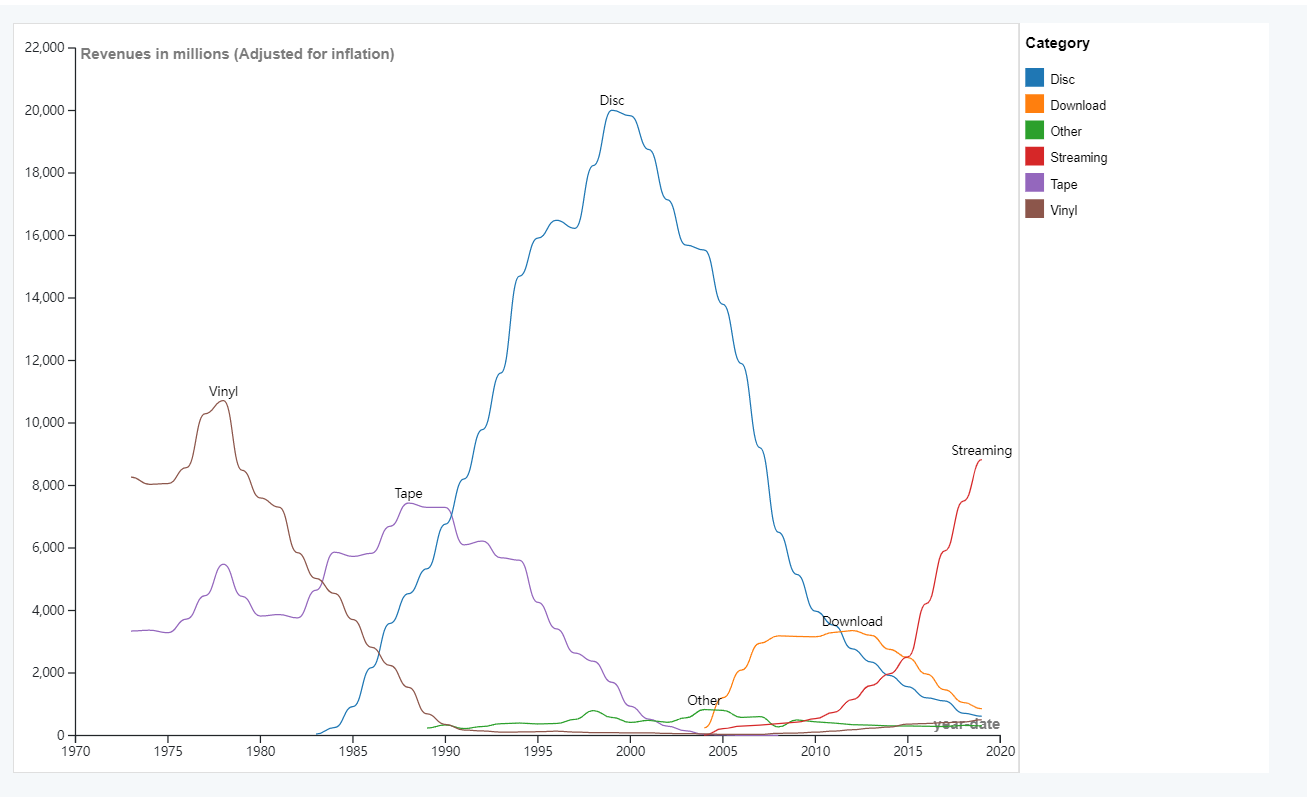 22,000
Revenues in millions (Adjusted for inflation)
20,000
18,000
16,000
14,000
12,000
10,000
8,000
6,000
4,000
2,000
0
1970 1975 1980 1985 1990 1995 2000 2005 2010 2015 2020
year date
Vinyl
Tape
Disc
Other
Download
Streaming
Category
Disc
Download
Other
Streaming
Tape
Vinyl